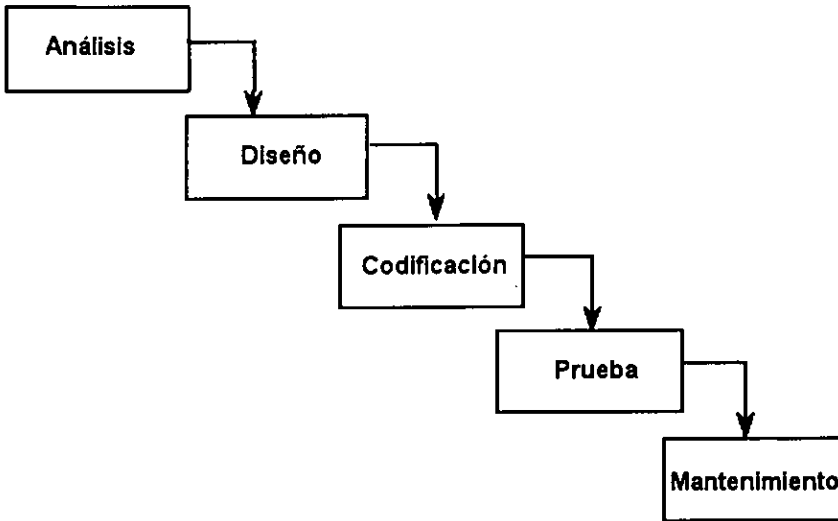 Análisis
Diseño
Codificación
Prueba
Mantenimiento